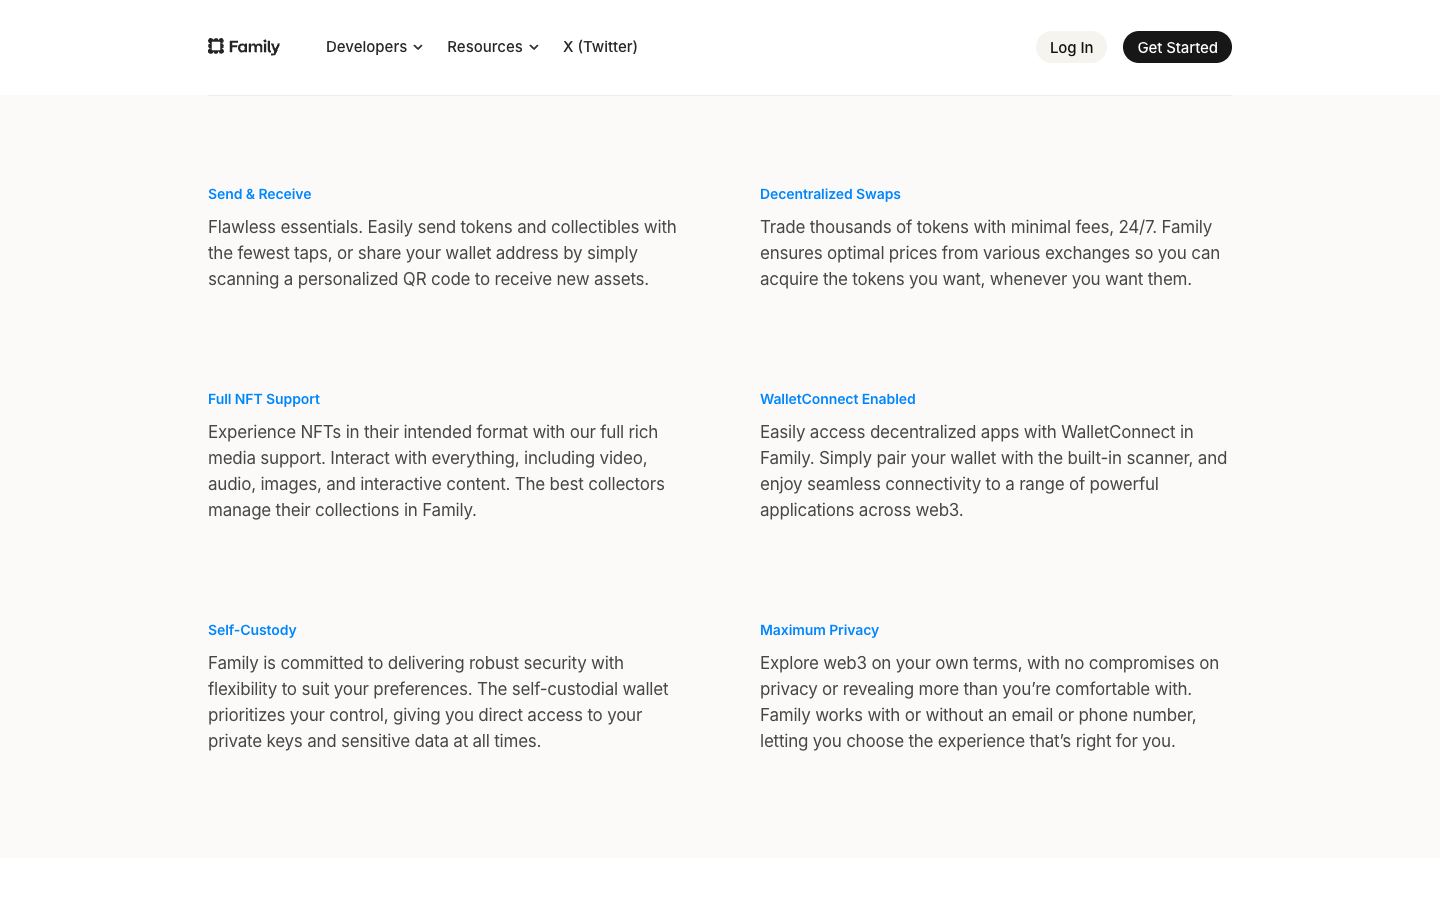 Family
Developers
Resources
X (Twitter)
Log In
Get Started
Send & Receive
Flawless essentials. Easily send tokens and collectibles with
the fewest taps, or share your wallet address by simply
scanning a personalized QR code to receive new assets.
Decentralized Swaps
Trade thousands of tokens with minimal fees, 24/7. Family
ensures optimal prices from various exchanges so you can
acquire the tokens you want, whenever you want them.
Full NFT Support
Experience NFTs in their intended format with our full rich
media support. Interact with everything, including video,
audio, images, and interactive content. The best collectors
manage their collections in Family.
WalletConnect Enabled
Easily access decentralized apps with WalletConnect in
Family. Simply pair your wallet with the built-in scanner, and
enjoy seamless connectivity to a range of powerful
applications across web3.
Self-Custody
Family is committed to delivering robust security with
flexibility to suit your preferences. The self-custodial wallet
prioritizes your control, giving you direct access to your
private keys and sensitive data at all times.
Maximum Privacy
Explore web3 on your own terms, with no compromises on
privacy or revealing more than you’re comfortable with.
Family works with or without an email or phone number,
letting you choose the experience that’s right for you.